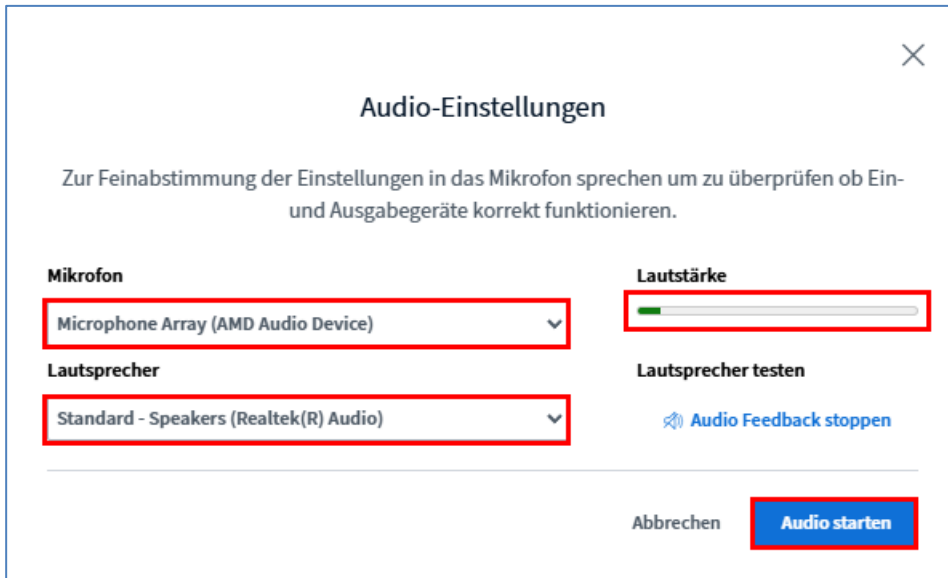 Audio-Einstellungen
Zur Feinabstimmung der Einstellungen in das Mikrofon sprechen um zu überprüfen ob Ein-
und Ausgabegeräte korrekt funktionieren.
Mikrofon
Microphone Array (AMD Audio Device)
Lautsprecher
Standard - Speakers (Realtek(R) Audio)
Lautstärke
Lautsprecher testen
Audio Feedback stoppen
Abbrechen
Audio starten